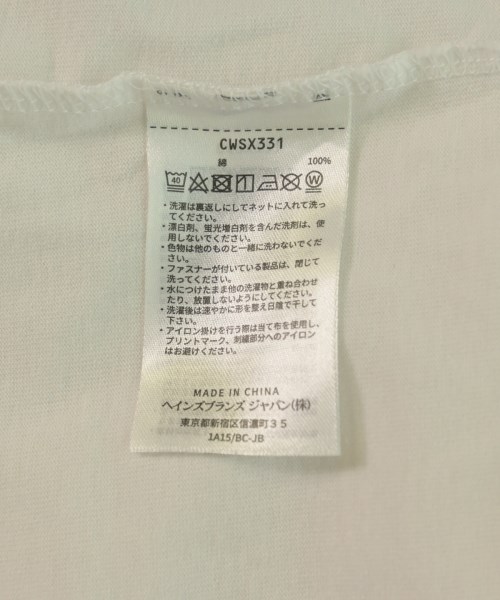 CWSX331
綿 100%
40 W
・洗濯は裏返しにしてネットに入れて洗っ
てください。
・漂白剤、蛍光増白剤を含んだ洗剤は、使
用しないでください。
・色物は他のものと一緒に洗わないでくだ
さい。
・ファスナーが付いている製品は、閉じて
洗ってください。
・水につけたまま他の洗濯物と重ね合わせ
たり、放置しないようにしてください。
・洗濯後は速やかに形を整え日陰で干して
下さい。
・アイロン掛けを行う際は当て布を使用し、
プリントマーク、刺繍部分へのアイロン
はお避けください。
MADE IN CHINA
ヘインズブランズ ジャパン(株)
東京都新宿区信濃町35
1A15/BC-JB